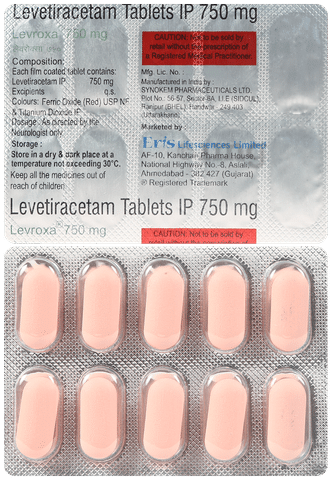 Levetiracetam Tablets IP 750 mg
Levroxa 750 mg
Composition:
Each film coated tablet contains:
Levetiracetam IP 750 mg
Excipients q.s.
Colours: Ferric Oxide (Red) USP NF
& Titanium Dioxide IP
Dosage: As directed by the
Neutologist only
Storage :
Store in a dry & dark place at a
temperature not exceeding 30°C.
Keep all the medicines out of
reach of children
CAUTION: Not to be sold by
retail without the prescription of
a Registered Medical Practitioner.
Mfg. Lic. No. :
Manufactured in India by
SYNOKEM PHARMACEUTICALS LTD
Plot No.: 56-57, Sector-6A, I.I.E (SIDCUL)
Ranipur (BHEL), Haridwar - 249 403
(Uttarakhand)
Marketed by
Eris Lifesciences Limited
AF-10, Kanchan Pharma House,
National Highway No.-8, Aslali,
Ahmedabad - 382 427 (Gujarat)
® Registered Trademark
Levetiracetam Tablets IP 750 mg
Levroxa® 750 mg
CAUTION: Not to be sold by
retail without the prescription of